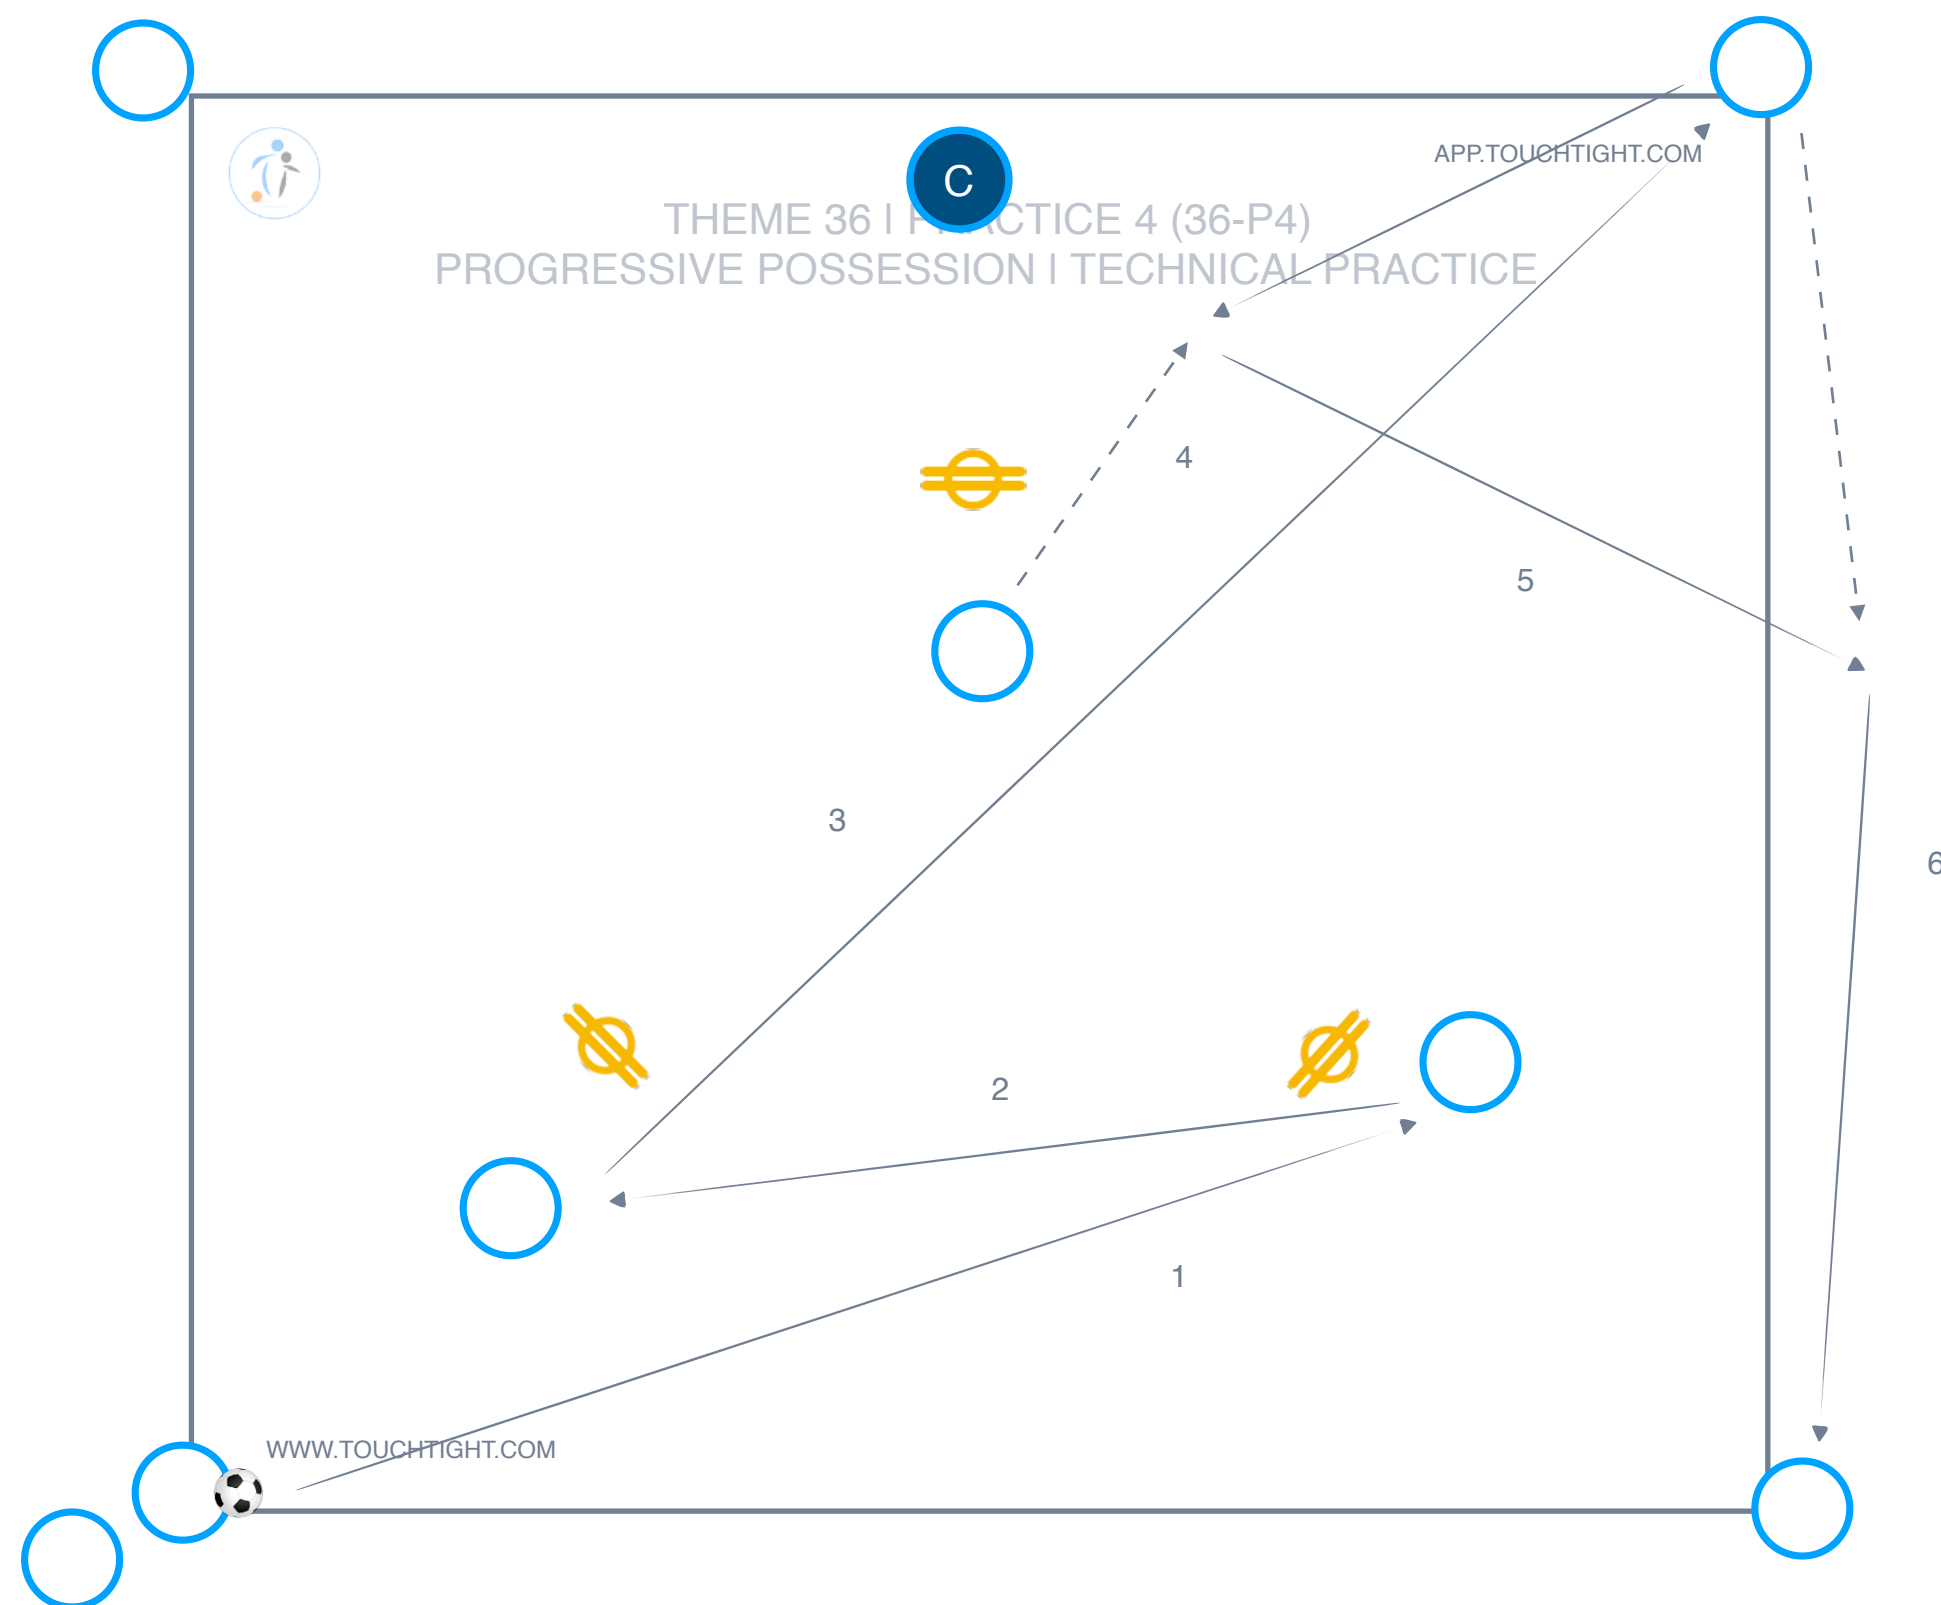 C
APP.TOUCHTIGHT.COM
THEME 36 | PRACTICE 4 (36-P4)
PROGRESSIVE POSSESSION | TECHNICAL PRACTICE
4
5
3
6
2
1
WWW.TOUCHTIGHT.COM